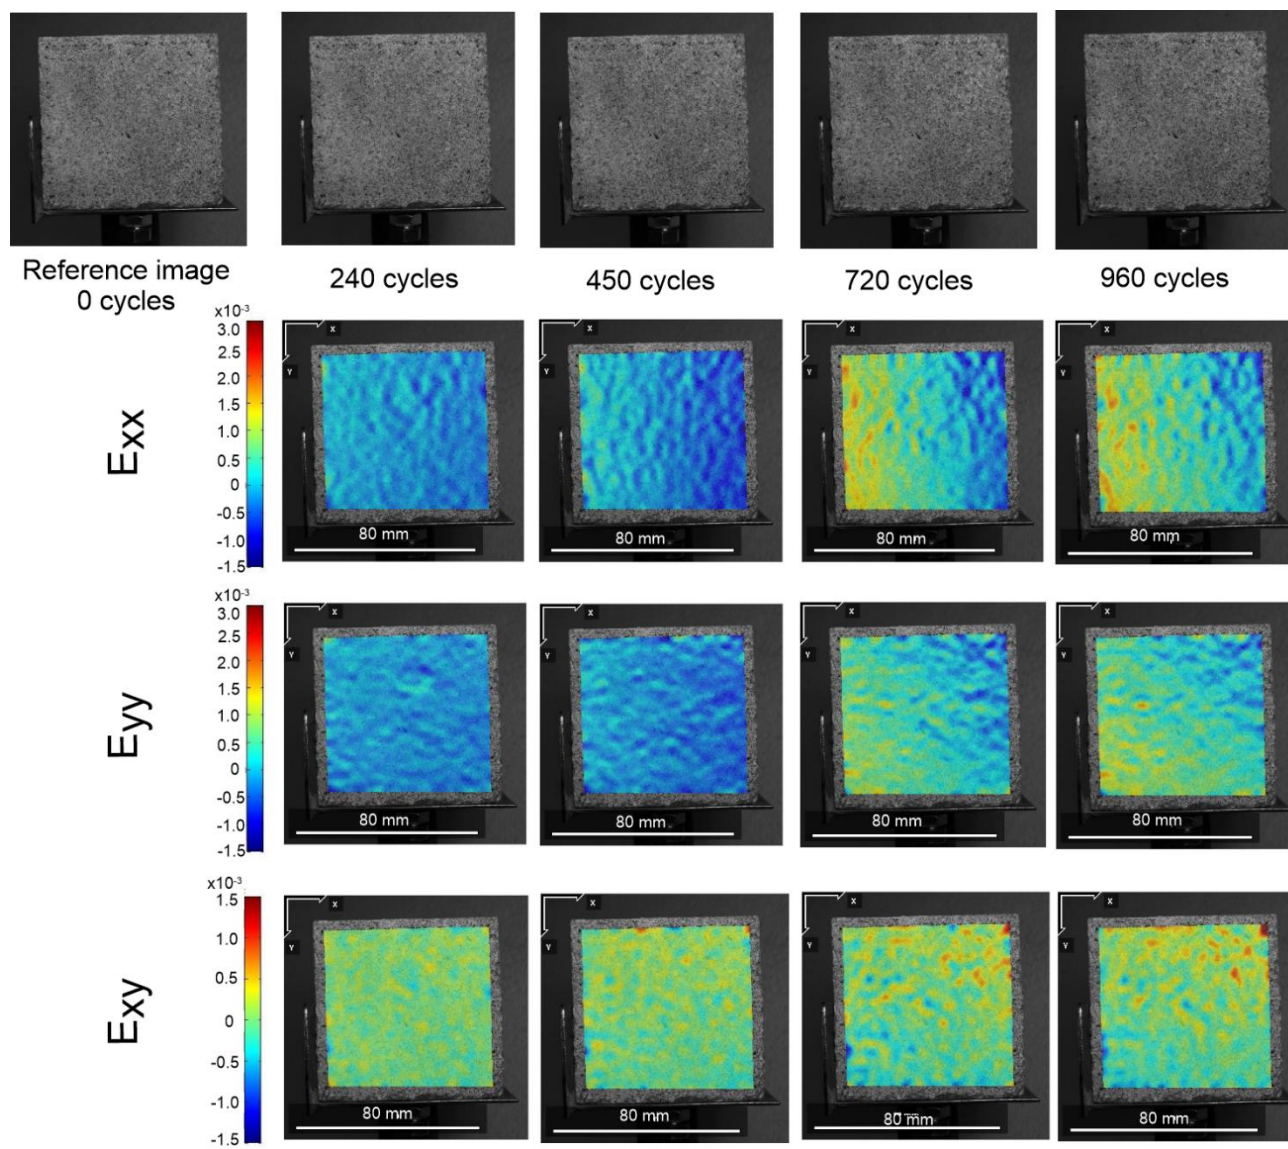 Reference image
0 cycles
240 cycles
450 cycles
720 cycles
960 cycles
Exx
x10-3
3.0
2.5
2.0
1.5
1.0
0.5
0
-0.5
-1.0
-1.5
X
Y
80 mm
X
Y
80 mm
X
Y
80 mm
X
Y
80 mm
Eyy
x10-3
3.0
2.5
2.0
1.5
1.0
0.5
0
-0.5
-1.0
-1.5
X
Y
80 mm
X
Y
80 mm
X
Y
80 mm
X
Y
80 mm
Exy
x10-3
1.5
1.0
0.5
0
-0.5
-1.0
-1.5
X
Y
80 mm
X
Y
80 mm
X
Y
80 mm
X
Y
80 mm